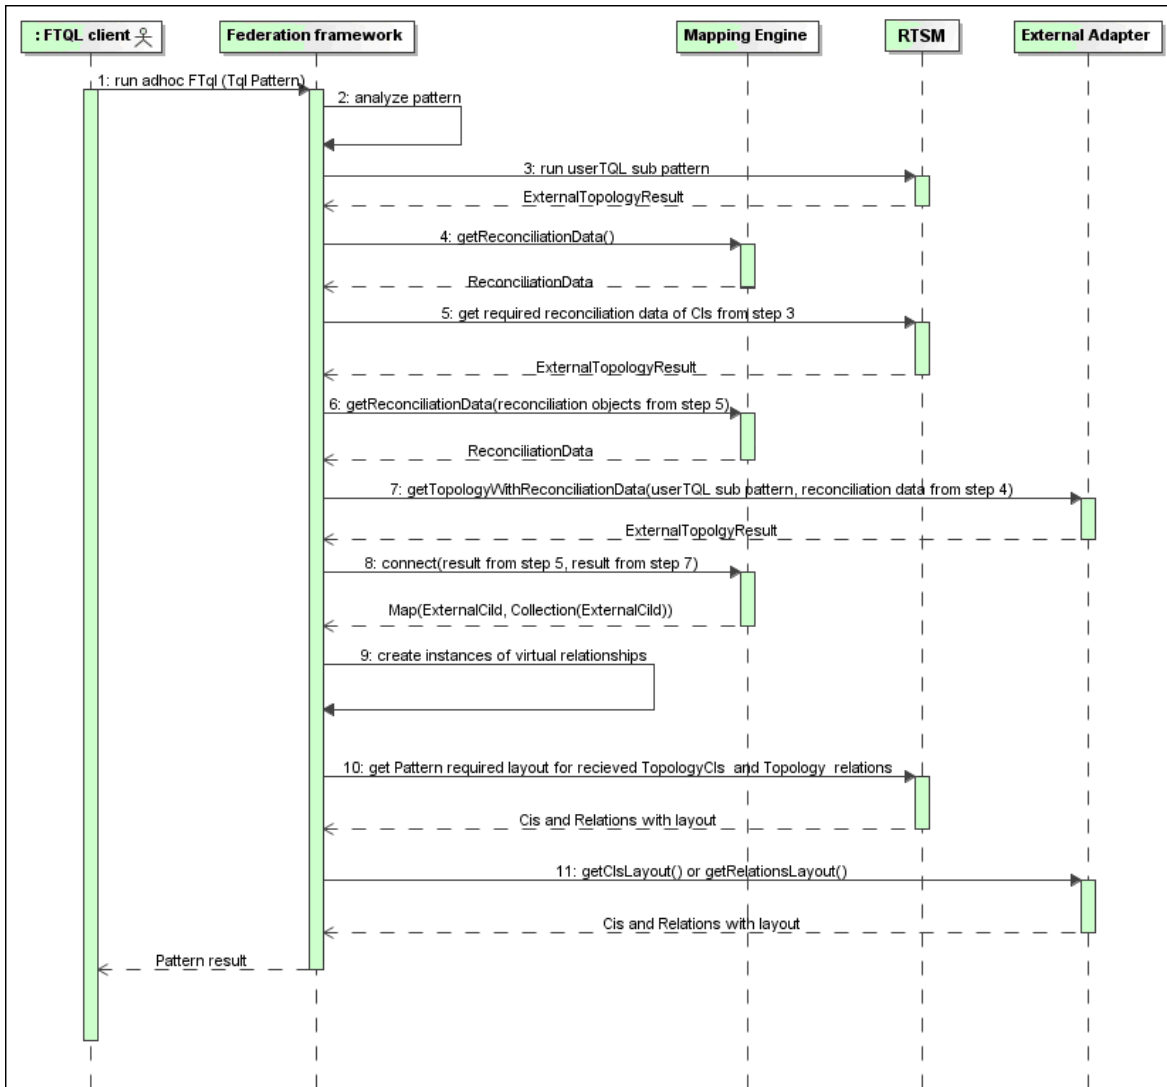 : FTQL client
Federation framework
Mapping Engine
RTSM
External Adapter
1: run adhoc FTql (Tql Pattern)
2: analyze pattern
3: run userTQL sub pattern
ExternalTopologyResult
4: getReconciliationData()
ReconciliationData
5: get required reconciliation data of CIs from step 3
ExternalTopologyResult
6: getReconciliationData(reconciliation objects from step 5)
ReconciliationData
7: getTopologyWithReconciliationData(userTQL sub pattern, reconciliation data from step 4)
ExternalTopolgyResult
8: connect(result from step 5, result from step 7)
Map(ExternalCiId, Collection(ExternalCiId))
9: create instances of virtual relationships
10: get Pattern required layout for recieved TopologyCIs and Topology relations
Cis and Relations with layout
11: getCIsLayout() or getRelationsLayout()
Cis and Relations with layout
Pattern result